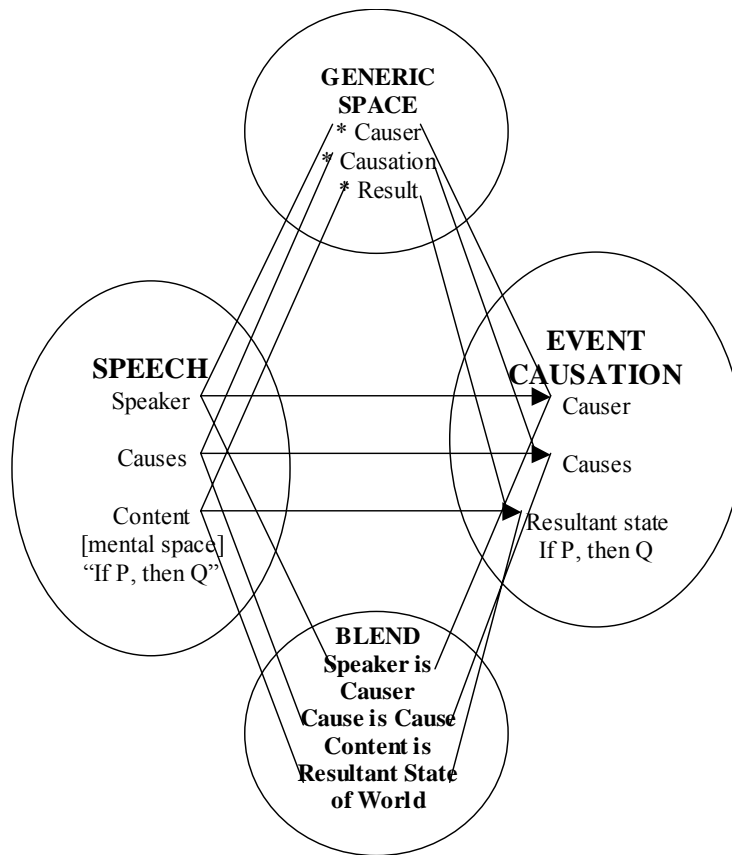 GENERIC
SPACE
* Causer
* Causation
* Result
SPEECH
Speaker
Causes
Content
[mental space]
“If P, then Q”
EVENT
CAUSATION
Causer
Causes
Resultant state
If P, then Q
BLEND
Speaker is
Causer
Cause is Cause
Content is
Resultant State
of World